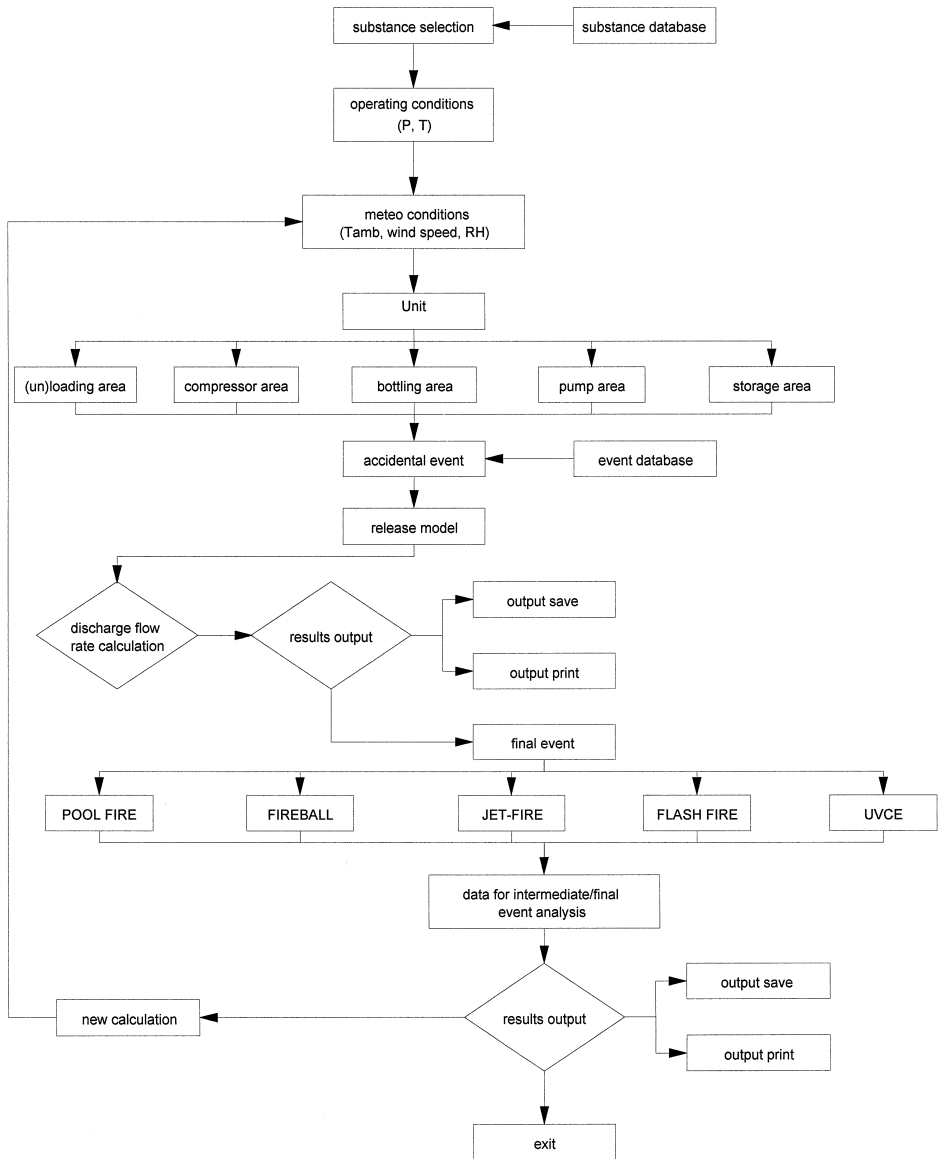 substance selection
substance database
operating conditions
(P, T)
meteo conditions
(Tamb, wind speed, RH)
Unit
(un)loading area
compressor area
bottling area
pump area
storage area
accidental event
event database
release model
discharge flow
rate calculation
results output
output save
output print
final event
POOL FIRE
FIREBALL
JET-FIRE
FLASH FIRE
UVCE
data for intermediate/final
event analysis
results output
output save
output print
new calculation
exit